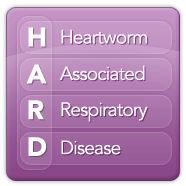 H Heartworm
A Associated
R Respiratory
D Disease